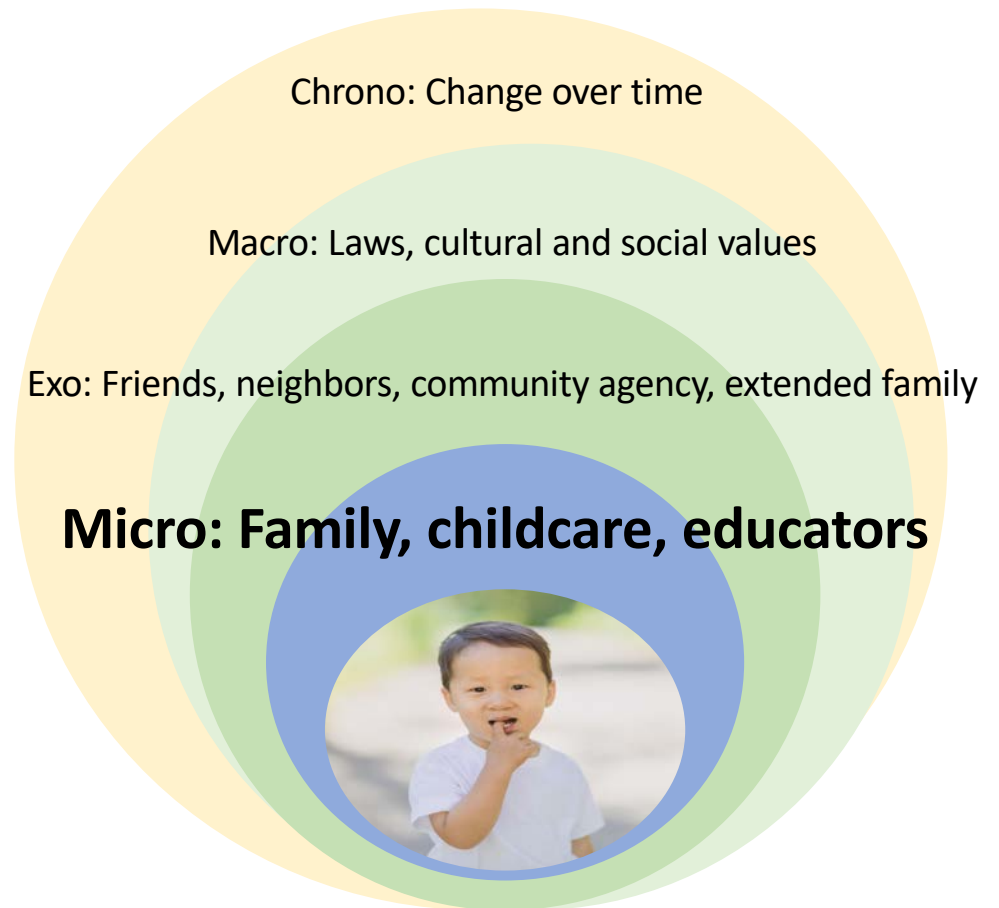 Chrono: Change over time
Macro: Laws, cultural and social values
Exo: Friends, neighbors, community agency, extended family
Micro: Family, childcare, educators